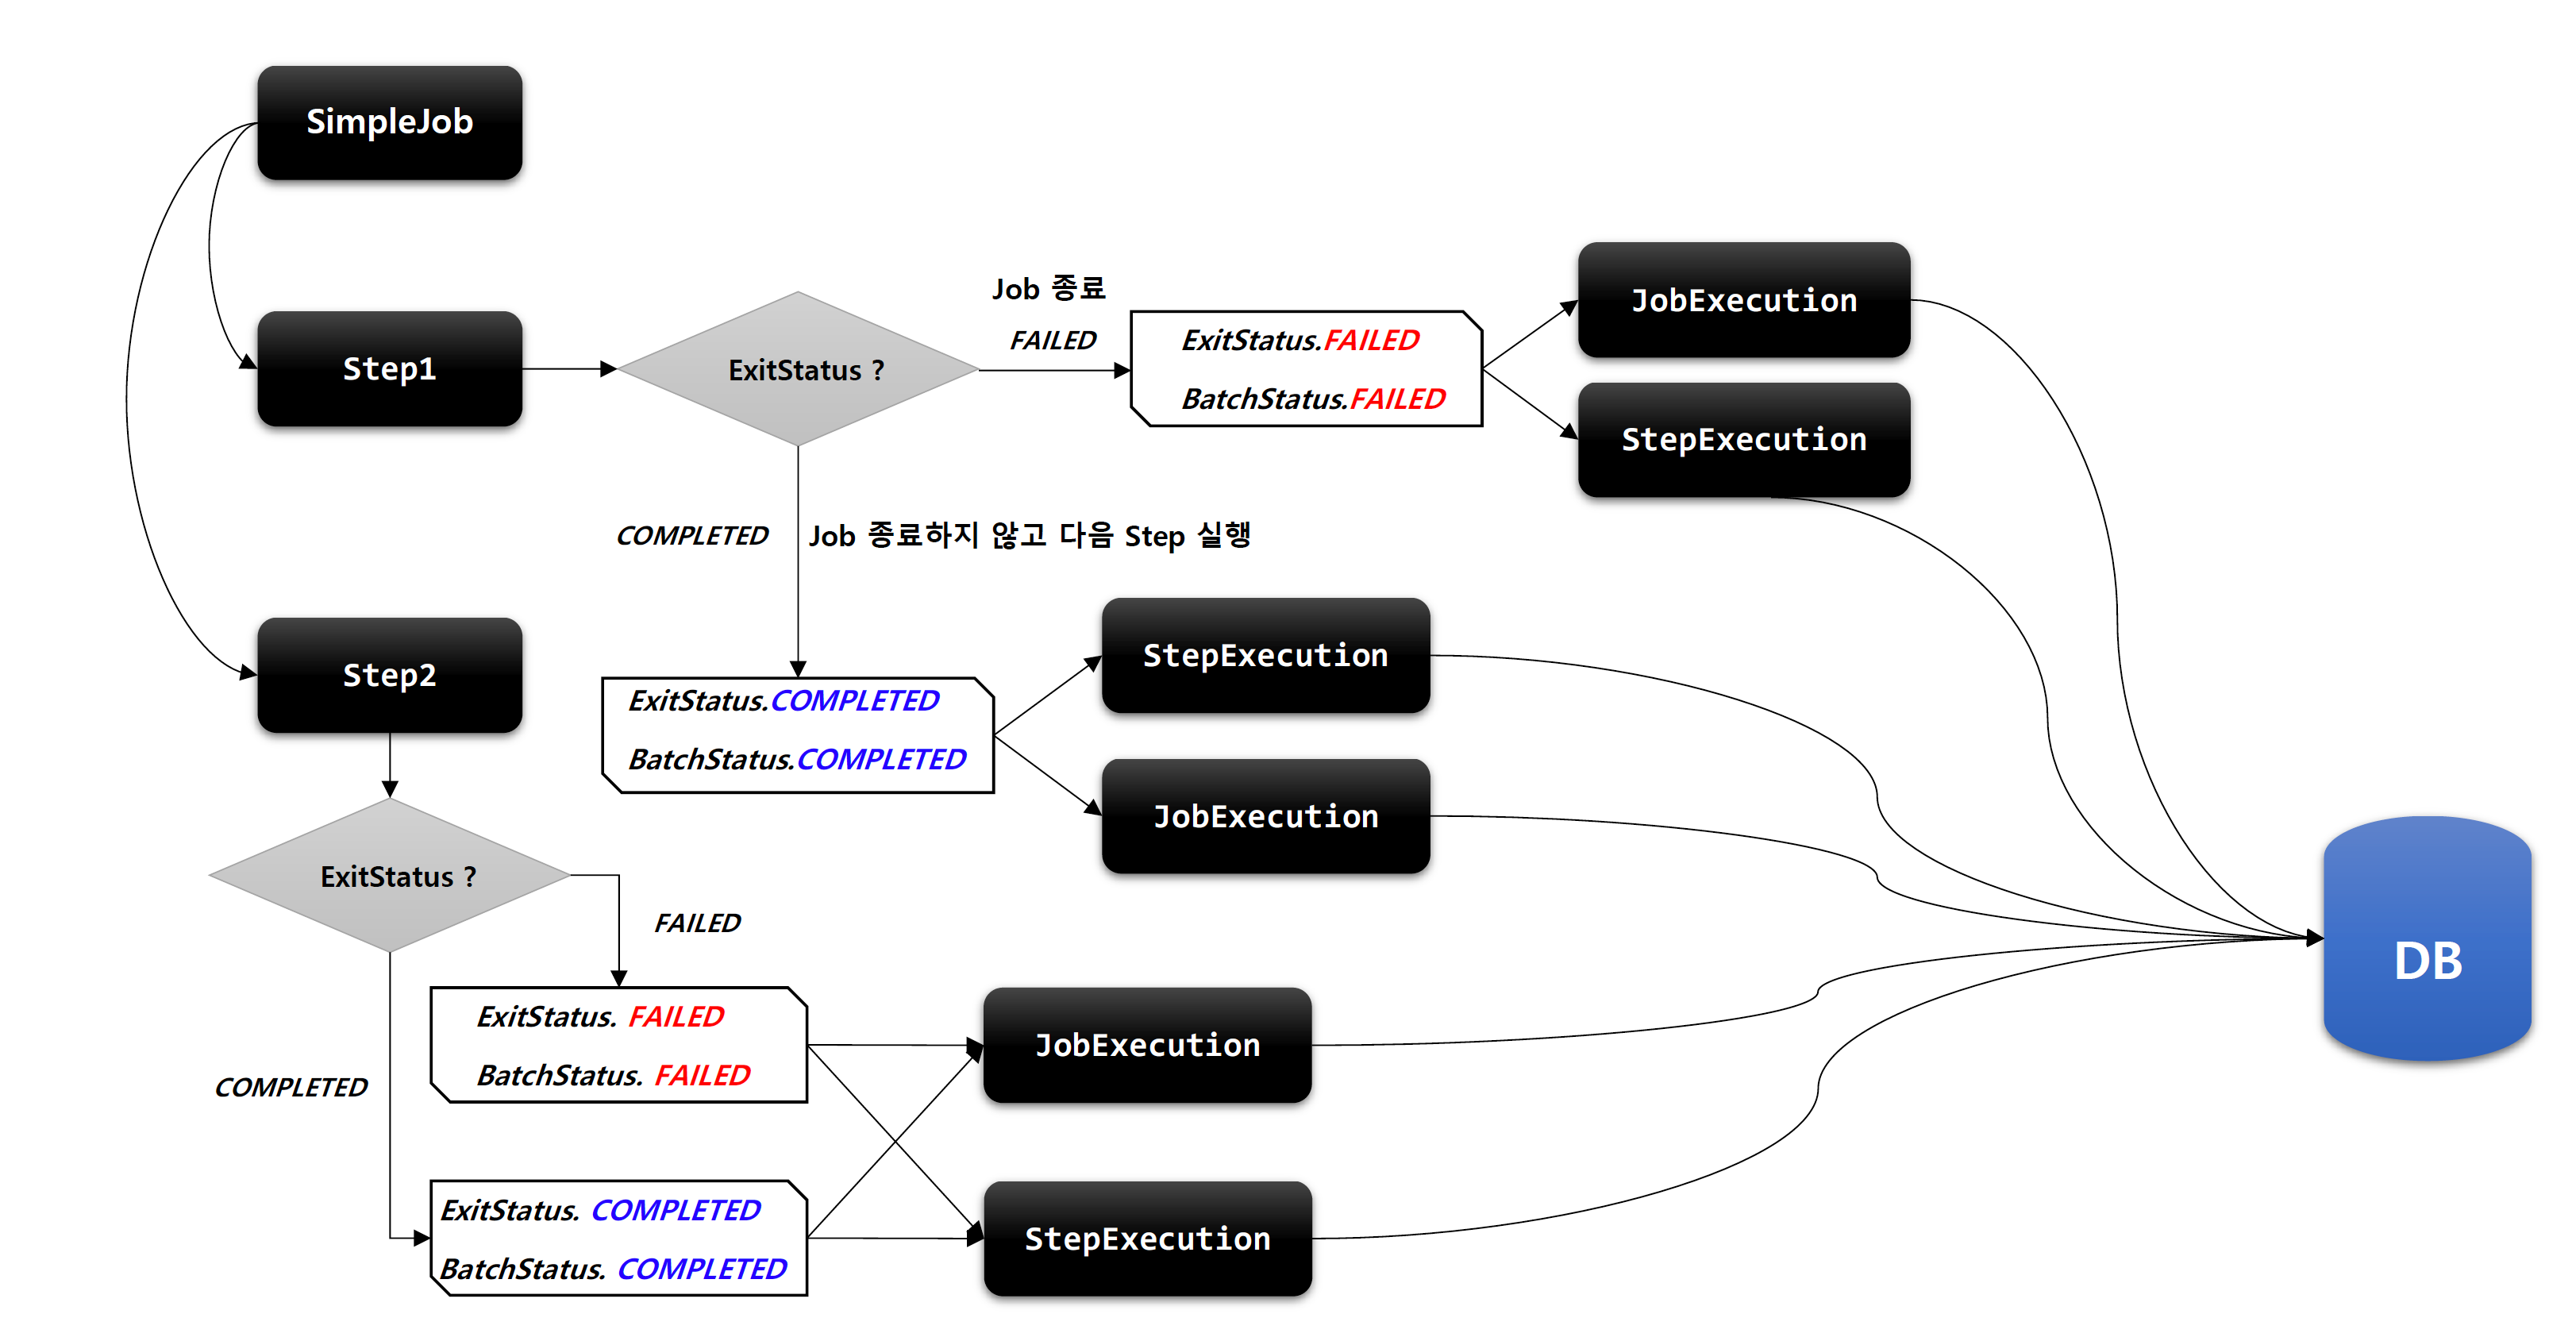 SimpleJob
Job 종료
FAILED
JobExecution
ExitStatus.FAILED
BatchStatus.FAILED
Step1
ExitStatus ?
StepExecution
COMPLETED
Job 종료하지 않고 다음 Step 실행
Step2
StepExecution
ExitStatus.COMPLETED
BatchStatus.COMPLETED
JobExecution
ExitStatus ?
FAILED
DB
ExitStatus. FAILED
BatchStatus. FAILED
JobExecution
COMPLETED
ExitStatus. COMPLETED
BatchStatus. COMPLETED
StepExecution